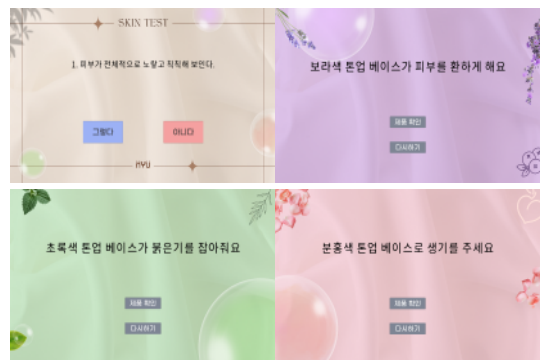 SKIN TEST
1. 피부가 전체적으로 노랗고 칙칙해 보인다.
그렇다
아니다
MYU
보라색 톤업 베이스가 피부를 환하게 해요
제품 확인
다시하기
초록색 톤업 베이스가 붉은기를 잡아줘요
제품 확인
다시하기
분홍색 톤업 베이스로 생기를 주세요
제품 확인
다시하기